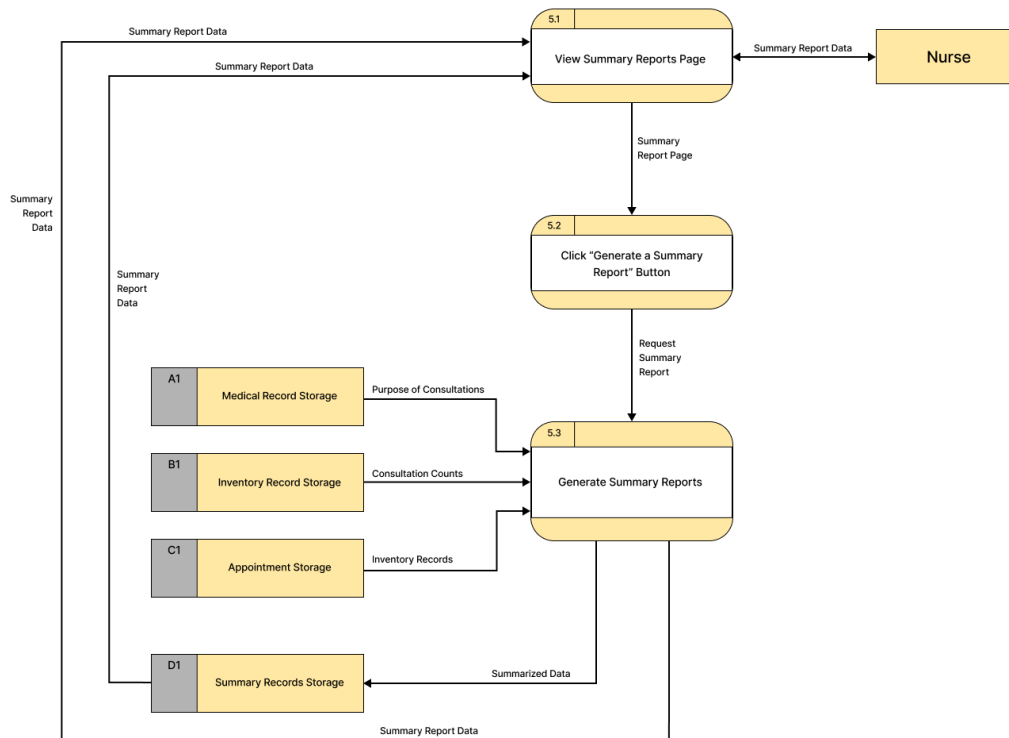 5.1
Summary Report Data
View Summary Reports Page
Summary Report Data
Nurse
Summary Report Data
Summary
Report Page
Summary
Report
Data
5.2
Click “Generate a Summary
Report” Button
Summary
Report
Data
Request
Summary
Report
A1
Medical Record Storage
Purpose of Consultations
5.3
B1
Inventory Record Storage
Consultation Counts
Generate Summary Reports
C1
Appointment Storage
Inventory Records
D1
Summary Records Storage
Summarized Data
Summary Report Data